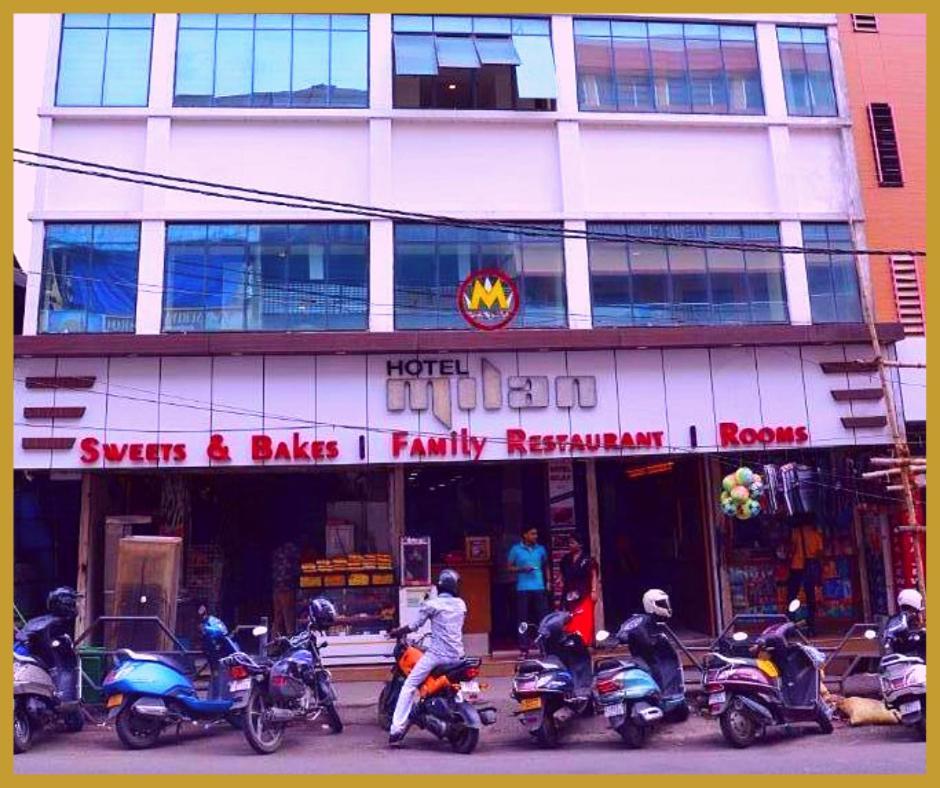 M
HOTEL
milan
SWEETS & BAKES | FAMILY RESTAURANT | ROOMS